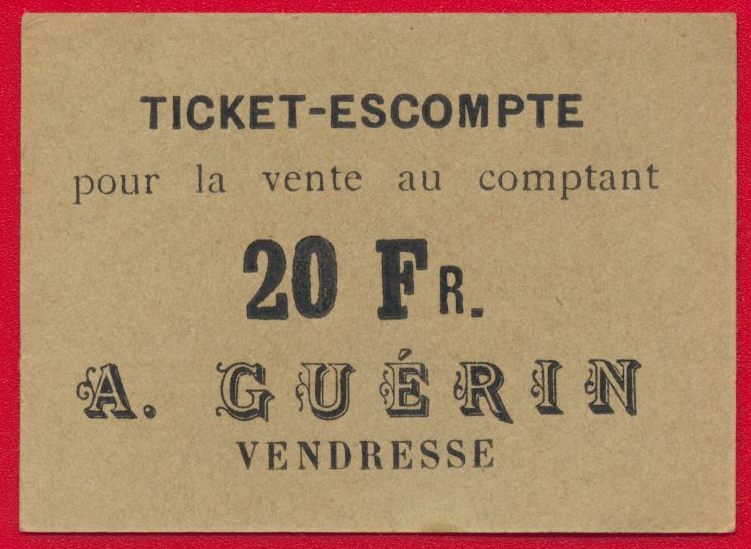 TICKET-ESCOMPTE
pour la vente au comptant
20 FR.
A. GUÉRIN
VENDRESSE